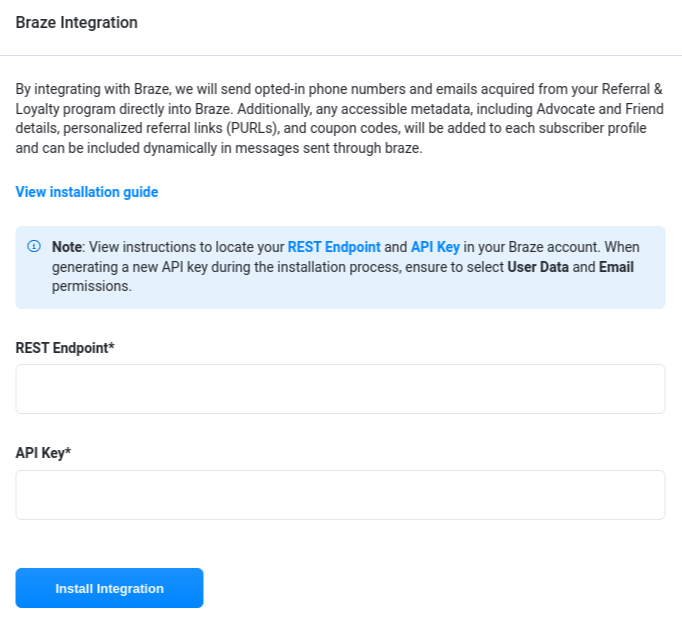 Braze Integration
By integrating with Braze, we will send opted-in phone numbers and emails acquired from your Referral &
Loyalty program directly into Braze. Additionally, any accessible metadata, including Advocate and Friend
details, personalized referral links (PURLs), and coupon codes, will be added to each subscriber profile
and can be included dynamically in messages sent through braze.
View installation guide
Note: View instructions to locate your REST Endpoint and API Key in your Braze account. When
generating a new API key during the installation process, ensure to select User Data and Email
permissions.
REST Endpoint*
API Key*
Install Integration